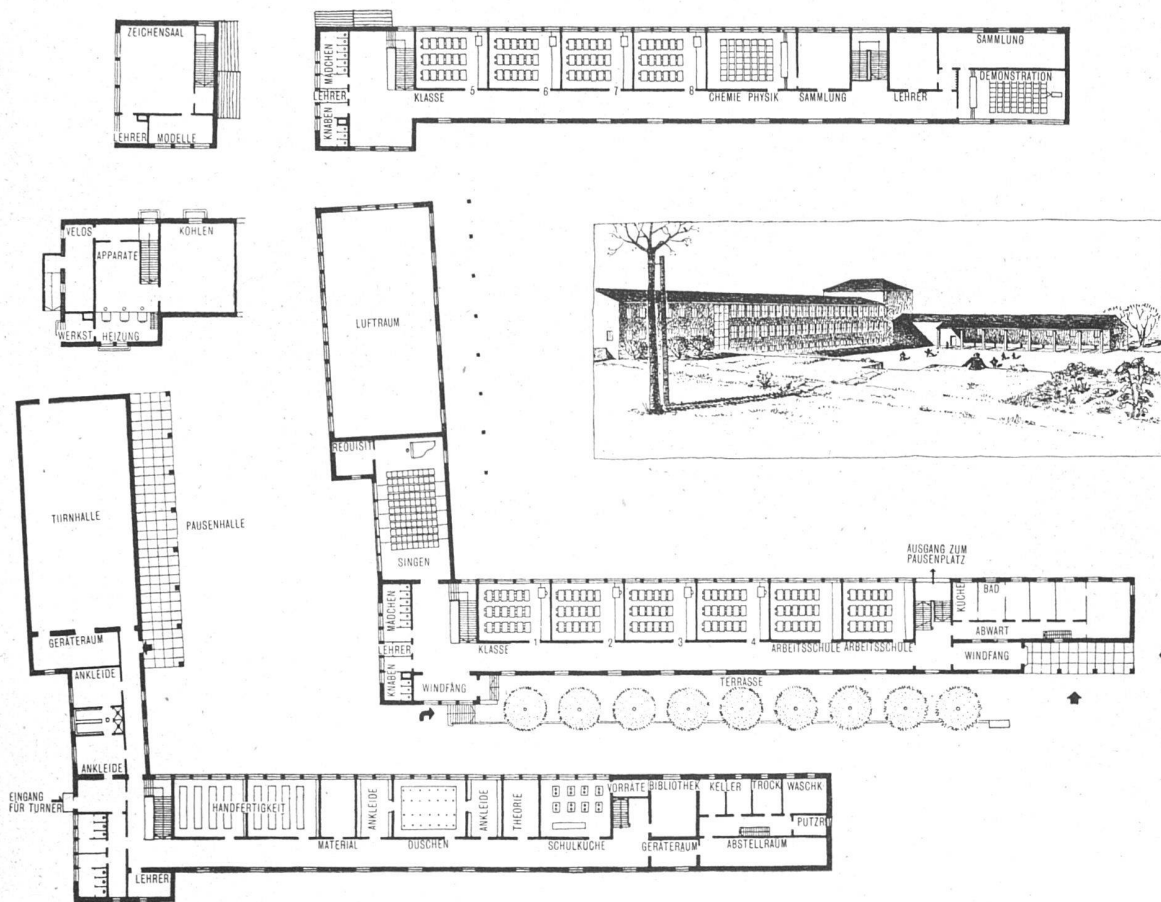 ZEICHENSAAL
LEHRER
MODELLE
MÄDCHEN
LEHRER
KNABEN
KLASSE
5
6
7
8
CHEMIE PHYSIK
SAMMLUNG
LEHRER
SAMMLUNG
DEMONSTRATION
VELOS
APPARATE
KOHLEN
WERKST
HEIZUNG
LUFTRAUM
REQUISIT
SINGEN
MÄDCHEN
LEHRER
KNABEN
WINDFANG
KLASSE
1
2
3
4
ARBEITSSCHULE
ARBEITSSCHULE
TERRASSE
AUSGANG ZUM
PAUSENPLATZ
KÜCHE
BAD
ABWART
WINDFANG
TURNHALLE
PAUSENHALLE
GERÄTERAUM
ANKLEIDE
ANKLEIDE
EINGANG
FÜR TURNER
LEHRER
HANDFERTIGKEIT
MATERIAL
ANKLEIDE
DUSCHEN
ANKLEIDE
THEORIE
SCHULKÜCHE
VORRÄTE
BIBLIOTHEK
GERÄTERAUM
KELLER
TROCK
WASCHK
PUTZR
ABSTELLRAUM